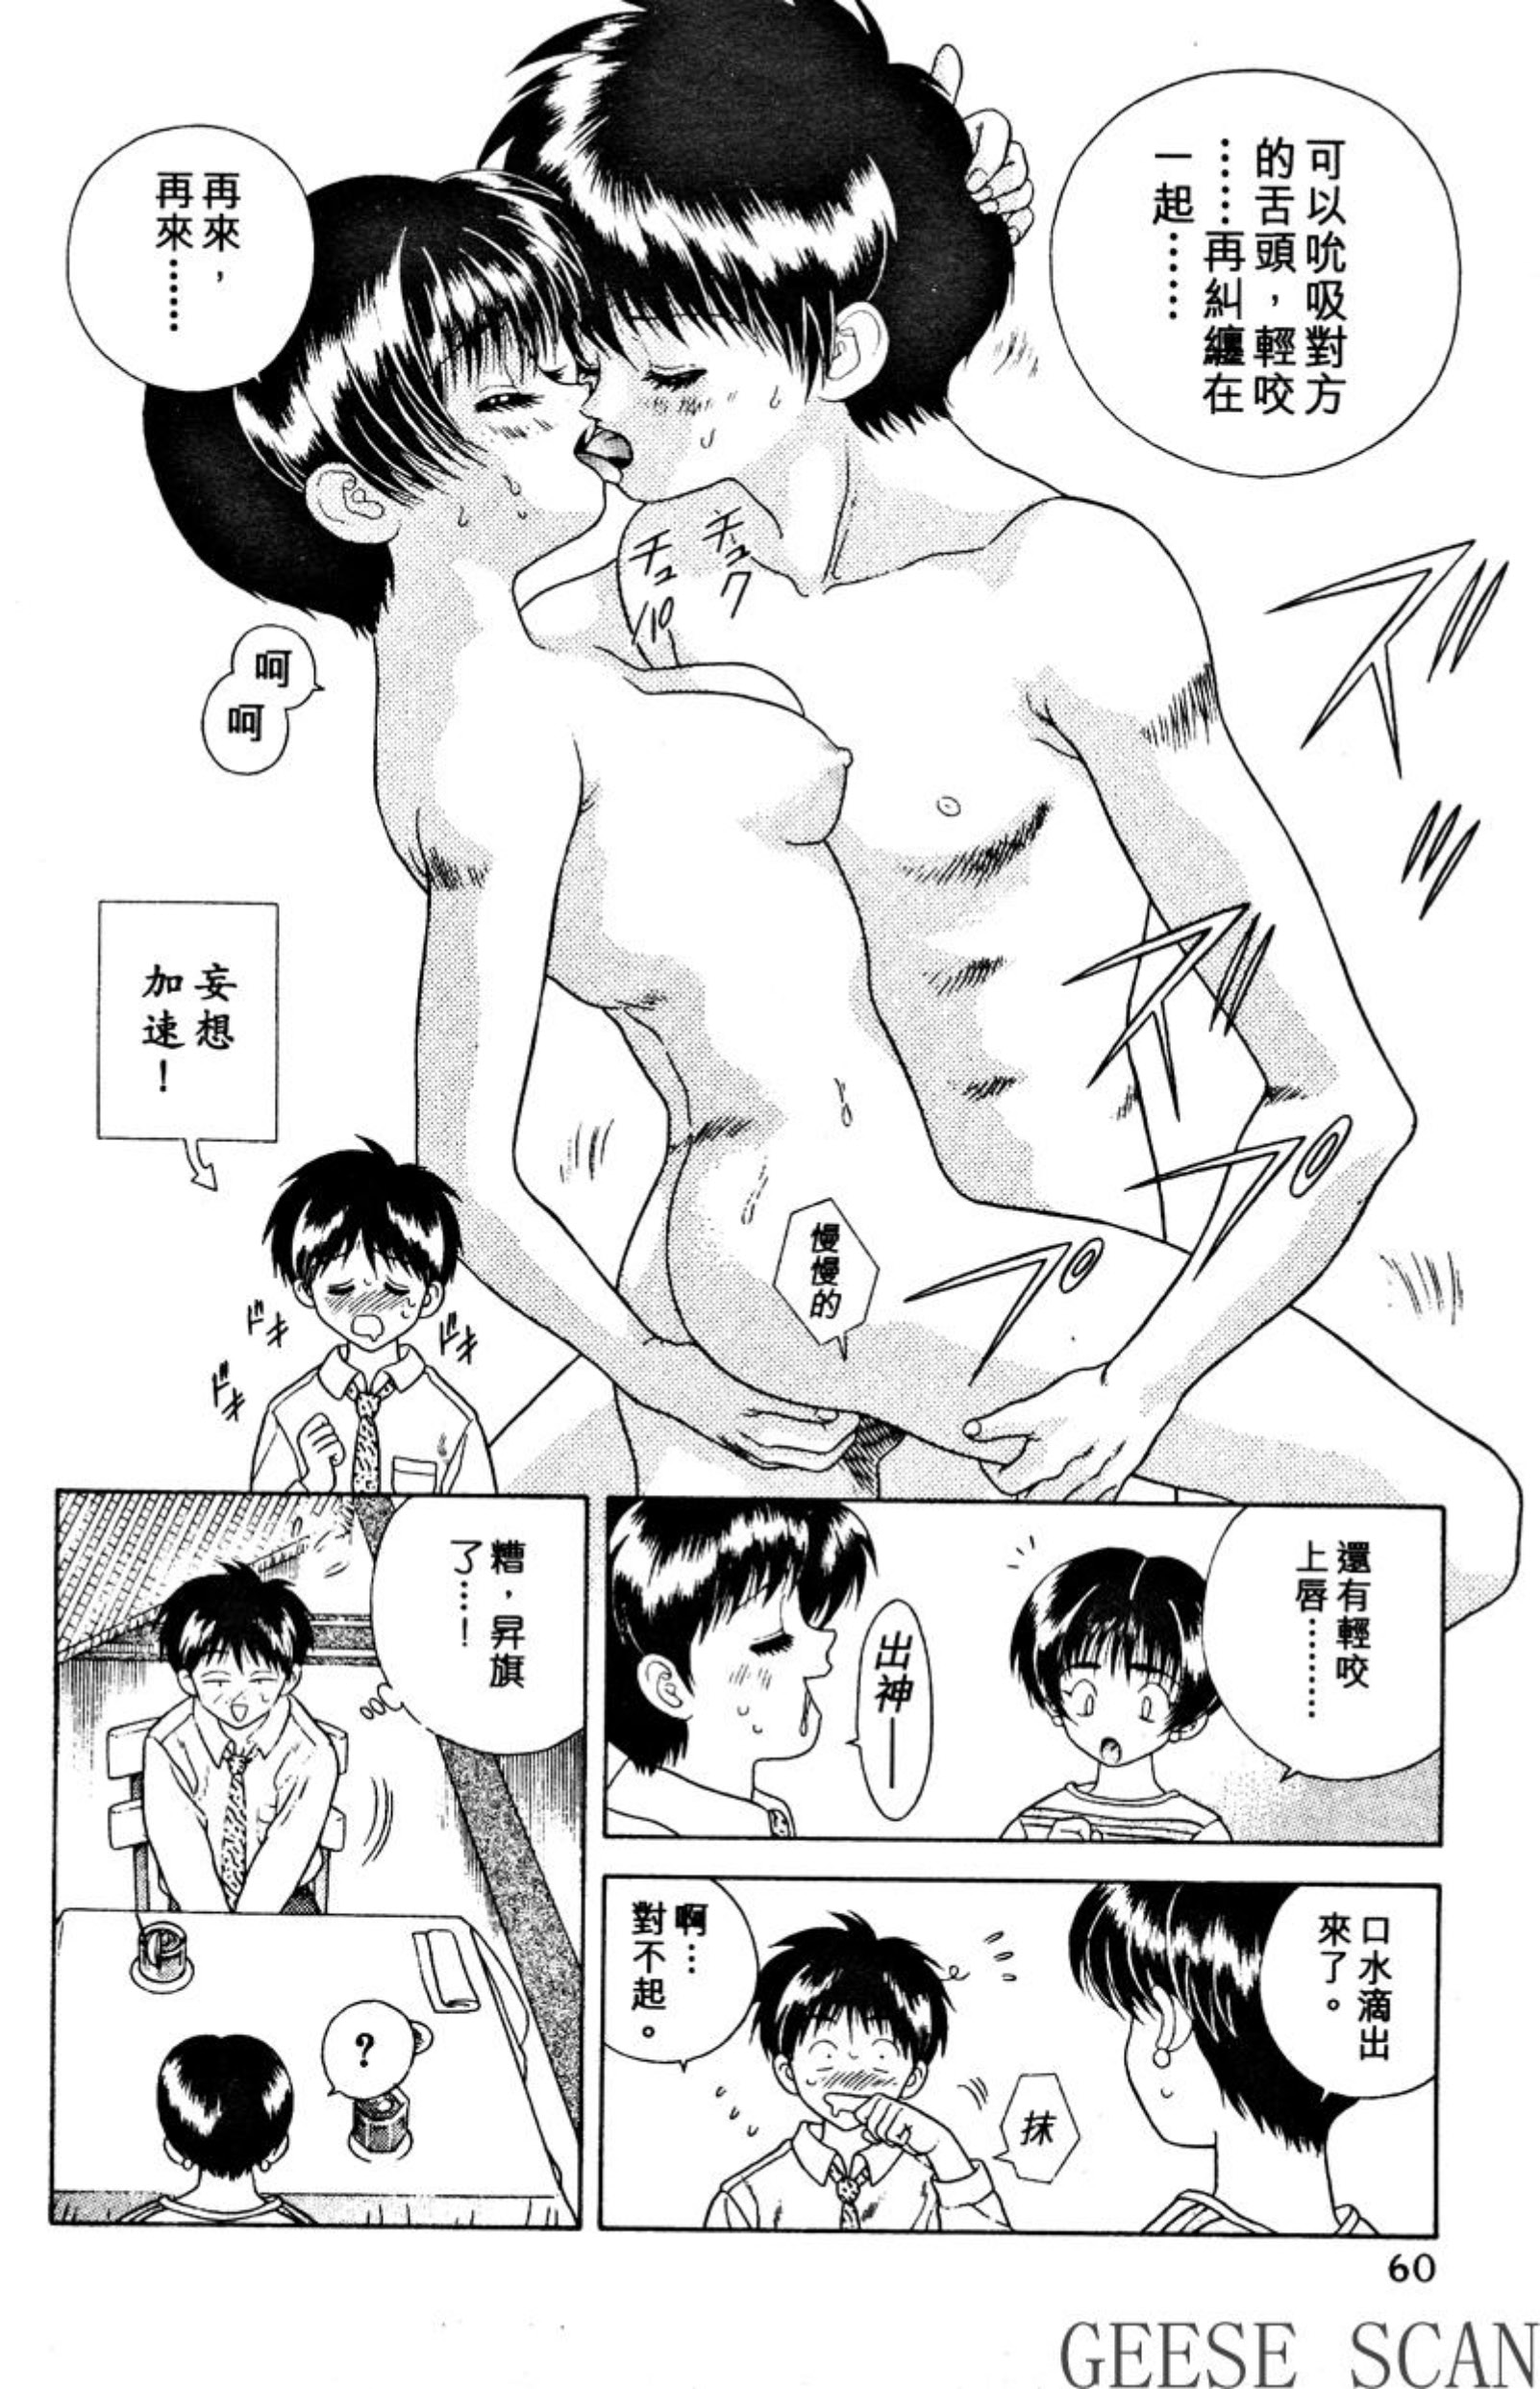 可以吮吸對方
的舌頭，輕咬
……再糾纏在
一起……
再來，
再來……
チュパ
チュク
呵
呵
妄想
加速！
慢慢的
ドキ
ドキ
ドキ
還有輕咬
上唇………
出神——
糟，昇旗
了…！
口水滴出
來了。
抹
啊…
對不起。
？
60
GEESE SCAN